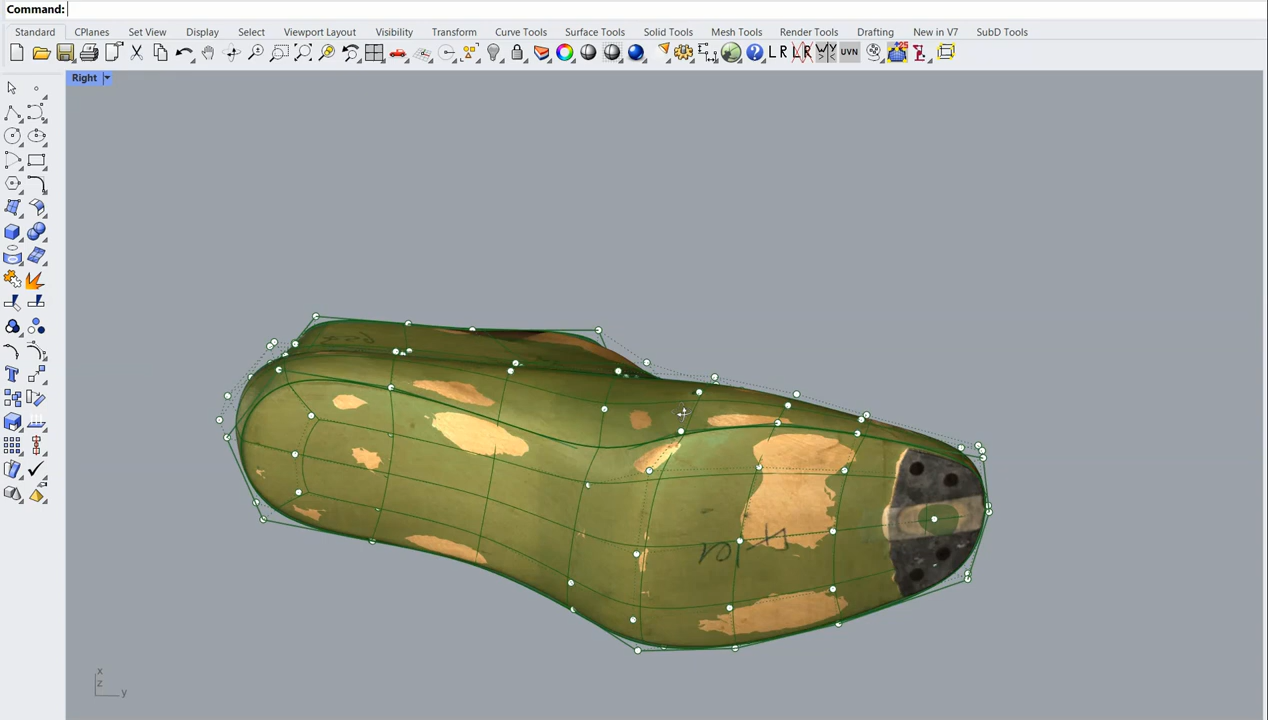 Command:
Standard CPlanes Set View Display Select Viewport Layout Visibility Transform Curve Tools Surface Tools Solid Tools Mesh Tools Render Tools Drafting New in V7 SubD Tools
L R L R UVN
Right
x
z
y